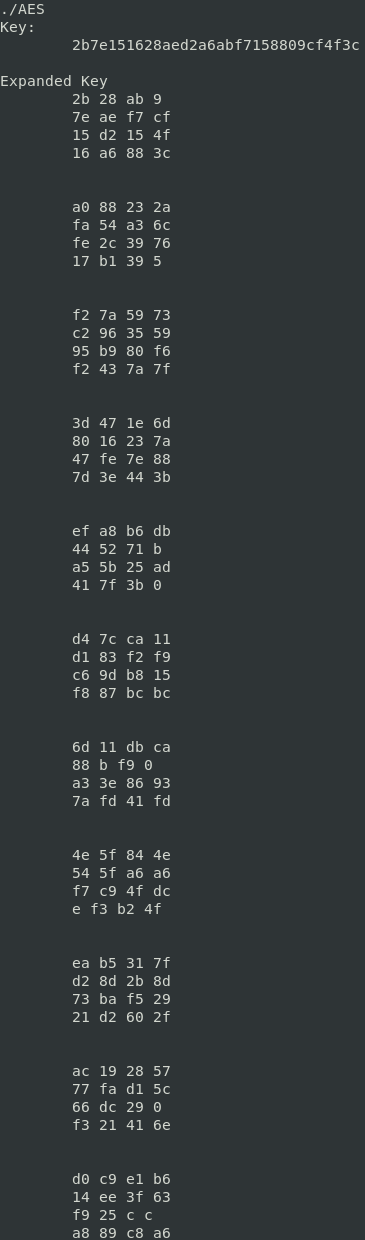 ./AES
Key:
2b7e151628aed2a6abf7158809cf4f3c
Expanded Key
2b 28 ab 9
7e ae f7 cf
15 d2 15 4f
16 a6 88 3c
a0 88 23 2a
fa 54 a3 6c
fe 2c 39 76
17 b1 39 5
f2 7a 59 73
c2 96 35 59
95 b9 80 f6
f2 43 7a 7f
3d 47 1e 6d
80 16 23 7a
47 fe 7e 88
7d 3e 44 3b
ef a8 b6 db
44 52 71 b
a5 5b 25 ad
41 7f 3b 0
d4 7c ca 11
d1 83 f2 f9
c6 9d b8 15
f8 87 bc bc
6d 11 db ca
88 b f9 0
a3 3e 86 93
7a fd 41 fd
4e 5f 84 4e
54 5f a6 a6
f7 c9 4f dc
e f3 b2 4f
ea b5 31 7f
d2 8d 2b 8d
73 ba f5 29
21 d2 60 2f
ac 19 28 57
77 fa d1 5c
66 dc 29 0
f3 21 41 6e
d0 c9 e1 b6
14 ee 3f 63
f9 25 c c
a8 89 c8 a6